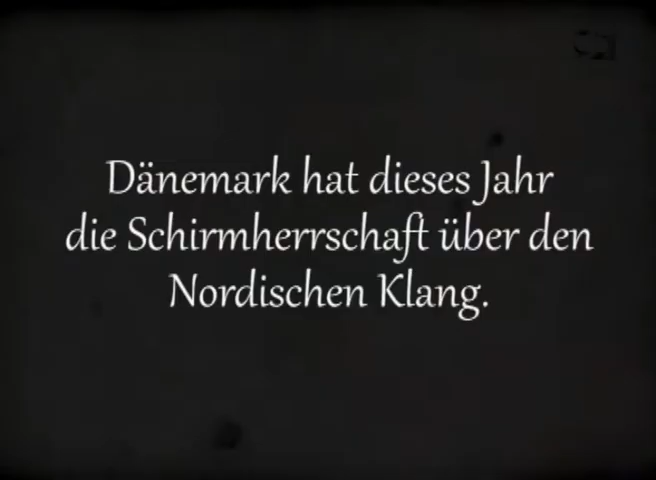 Dänemark hat dieses Jahr
die Schirmherrschaft über den
Nordischen Klang.